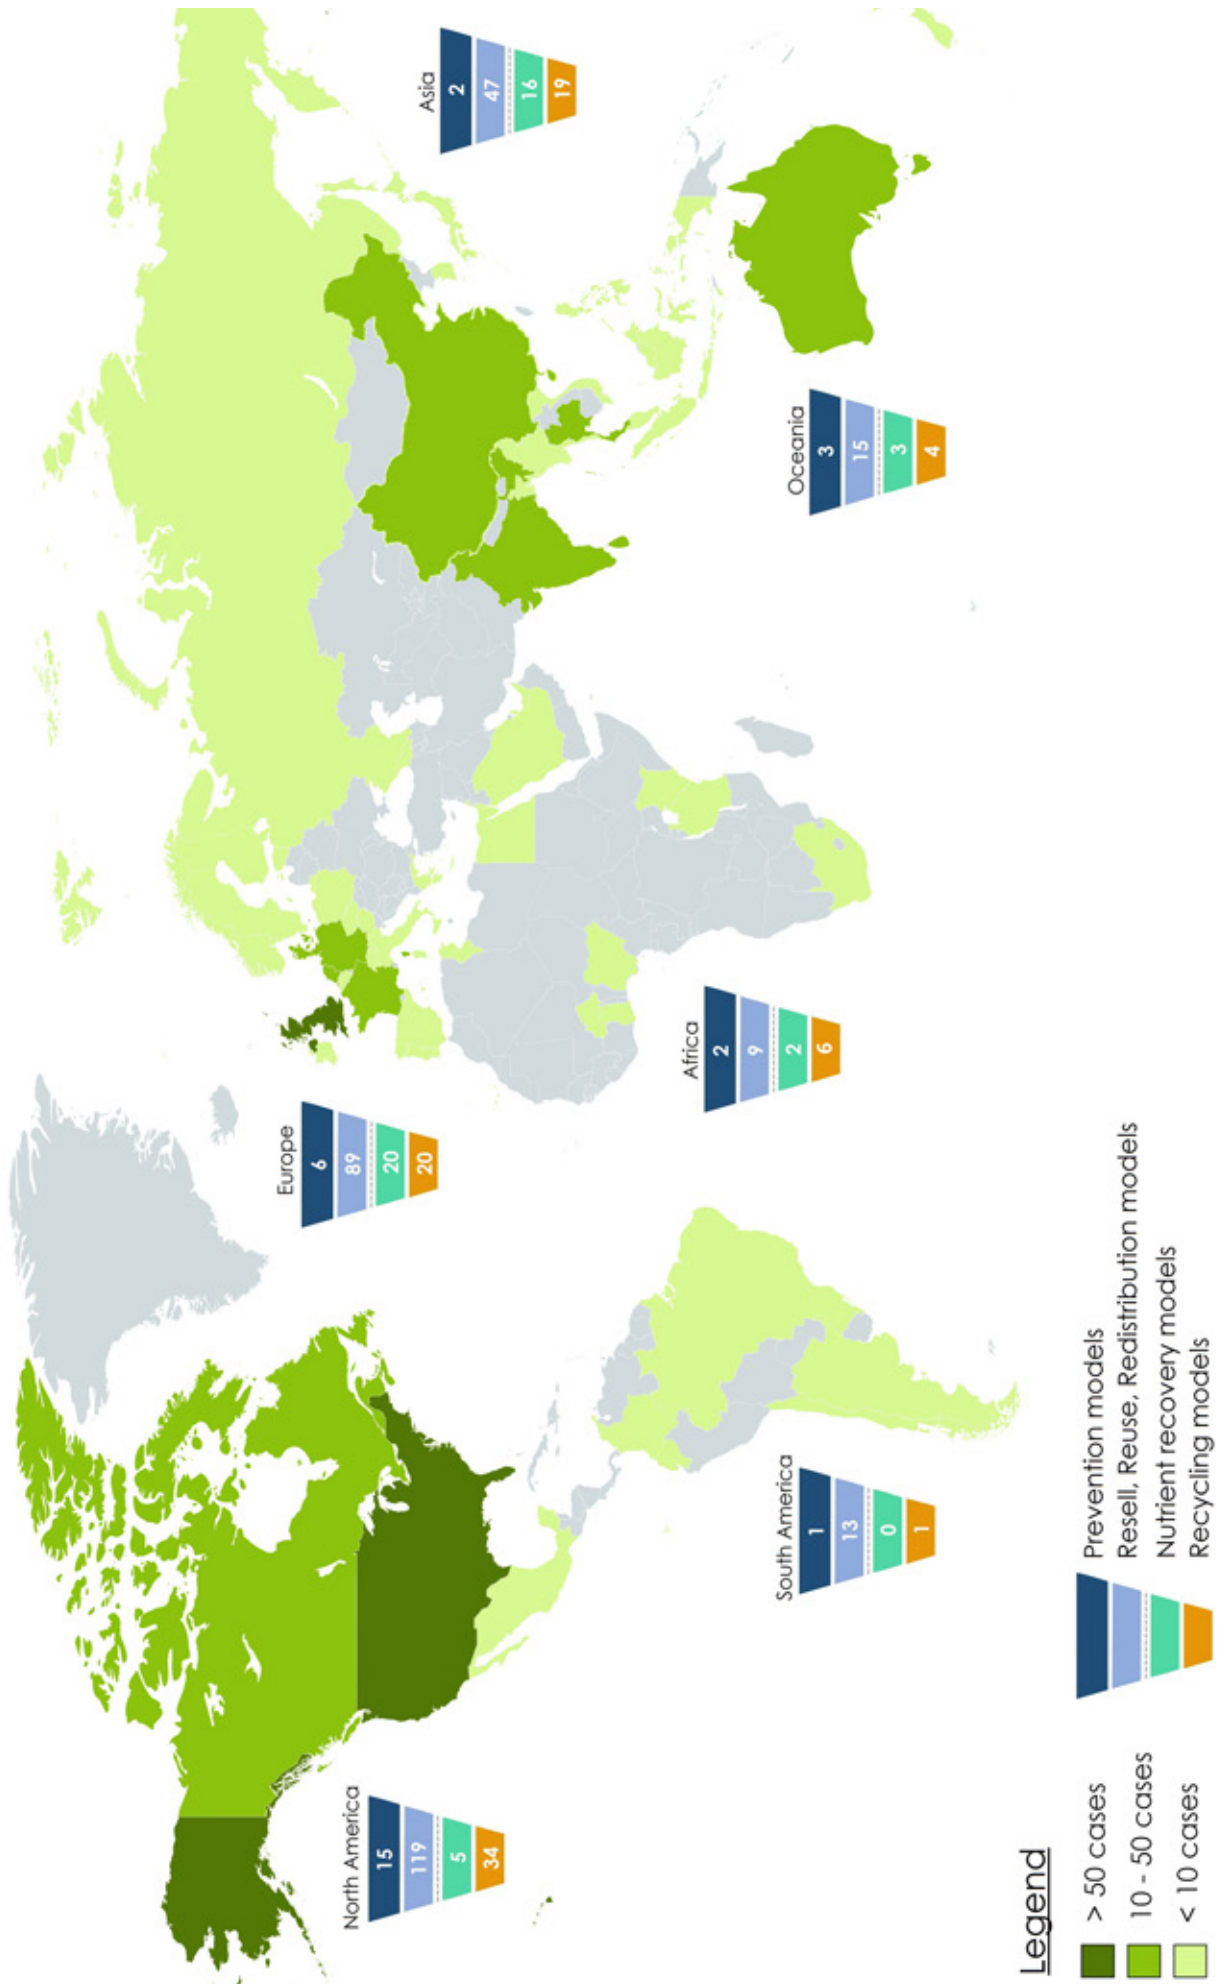 North America
15
119
5
34
Europe
6
89
20
20
Asia
2
47
16
19
South America
1
13
0
1
Africa
2
9
2
6
Oceania
3
15
3
4
Legend
> 50 cases
10 - 50 cases
< 10 cases
Prevention models
Resell, Reuse, Redistribution models
Nutrient recovery models
Recycling models